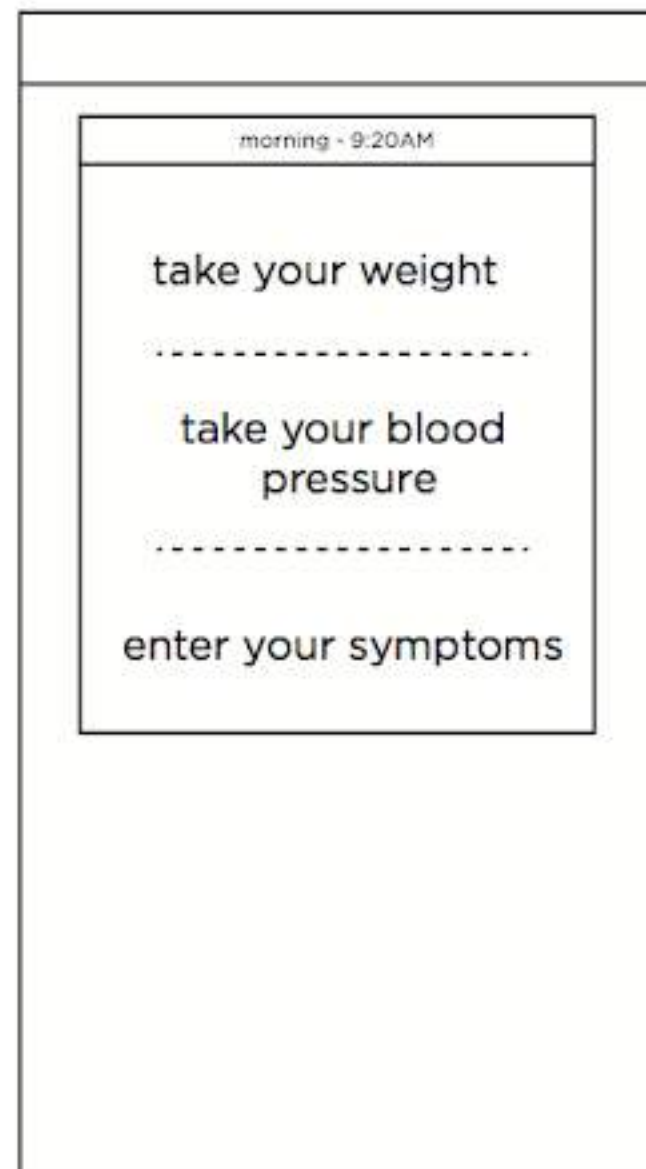 morning - 9:20AM
take your weight
take your blood
pressure
enter your symptoms